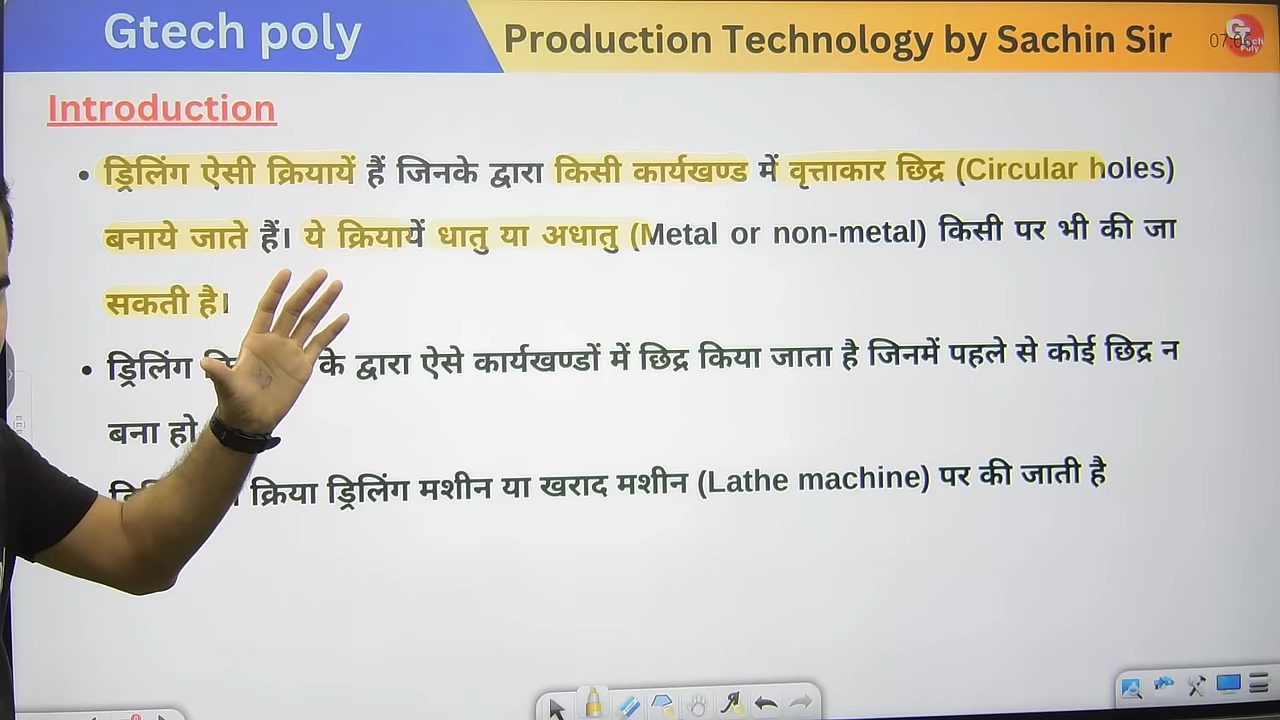 Gtech poly
Production Technology by Sachin Sir
Introduction
• ड्रिलिंग ऐसी क्रियायें हैं जिनके द्वारा किसी कार्यखण्ड में वृत्ताकार छिद्र (Circular holes)
बनाये जाते हैं। ये क्रियायें धातु या अधातु (Metal or non-metal) किसी पर भी की जा
सकती है।
• ड्रिलिंग के द्वारा ऐसे कार्यखण्डों में छिद्र किया जाता है जिनमें पहले से कोई छिद्र न
बना हो
क्रिया ड्रिलिंग मशीन या खराद मशीन (Lathe machine) पर की जाती है